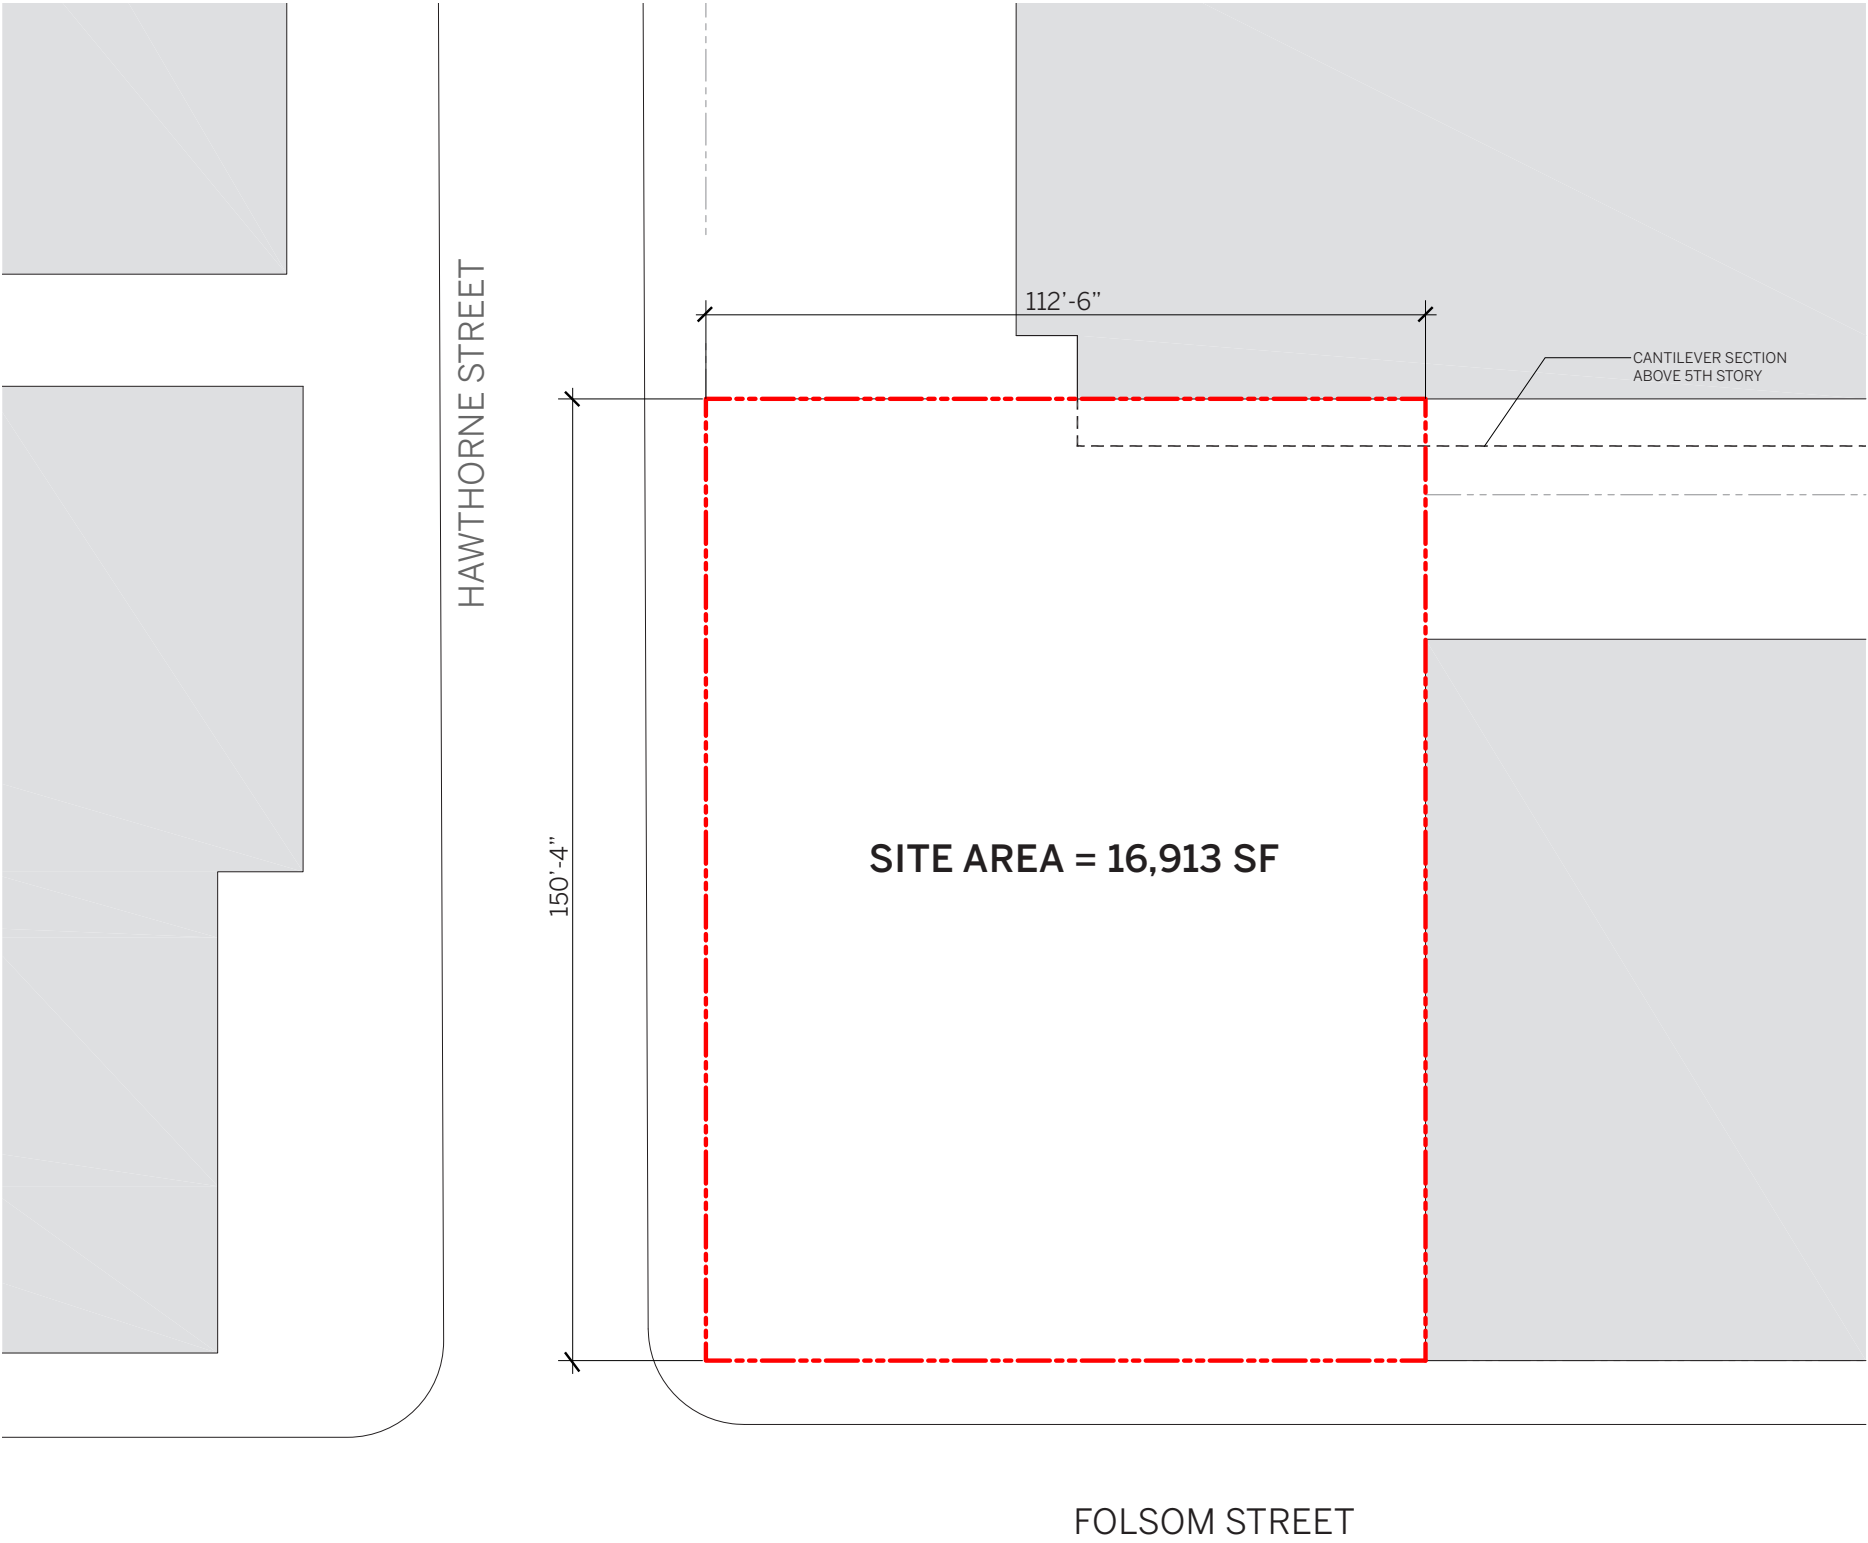 HAWTHORNE STREET
112’-6”
CANTILEVER SECTION
ABOVE 5TH STORY
150’-4”
SITE AREA = 16,913 SF
FOLSOM STREET